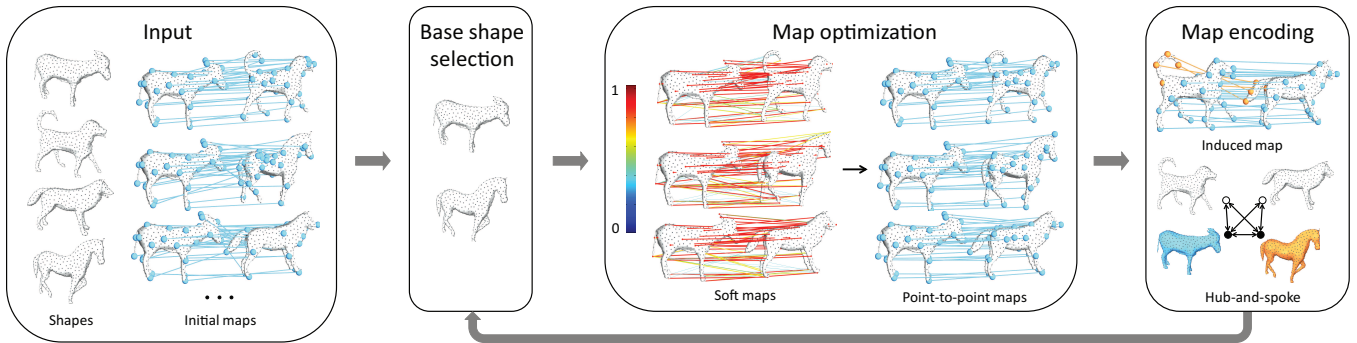 Input
Shapes
Initial maps
• • •
Base shape
selection
Map optimization
1
0
Soft maps
Point-to-point maps
Map encoding
Induced map
Hub-and-spoke